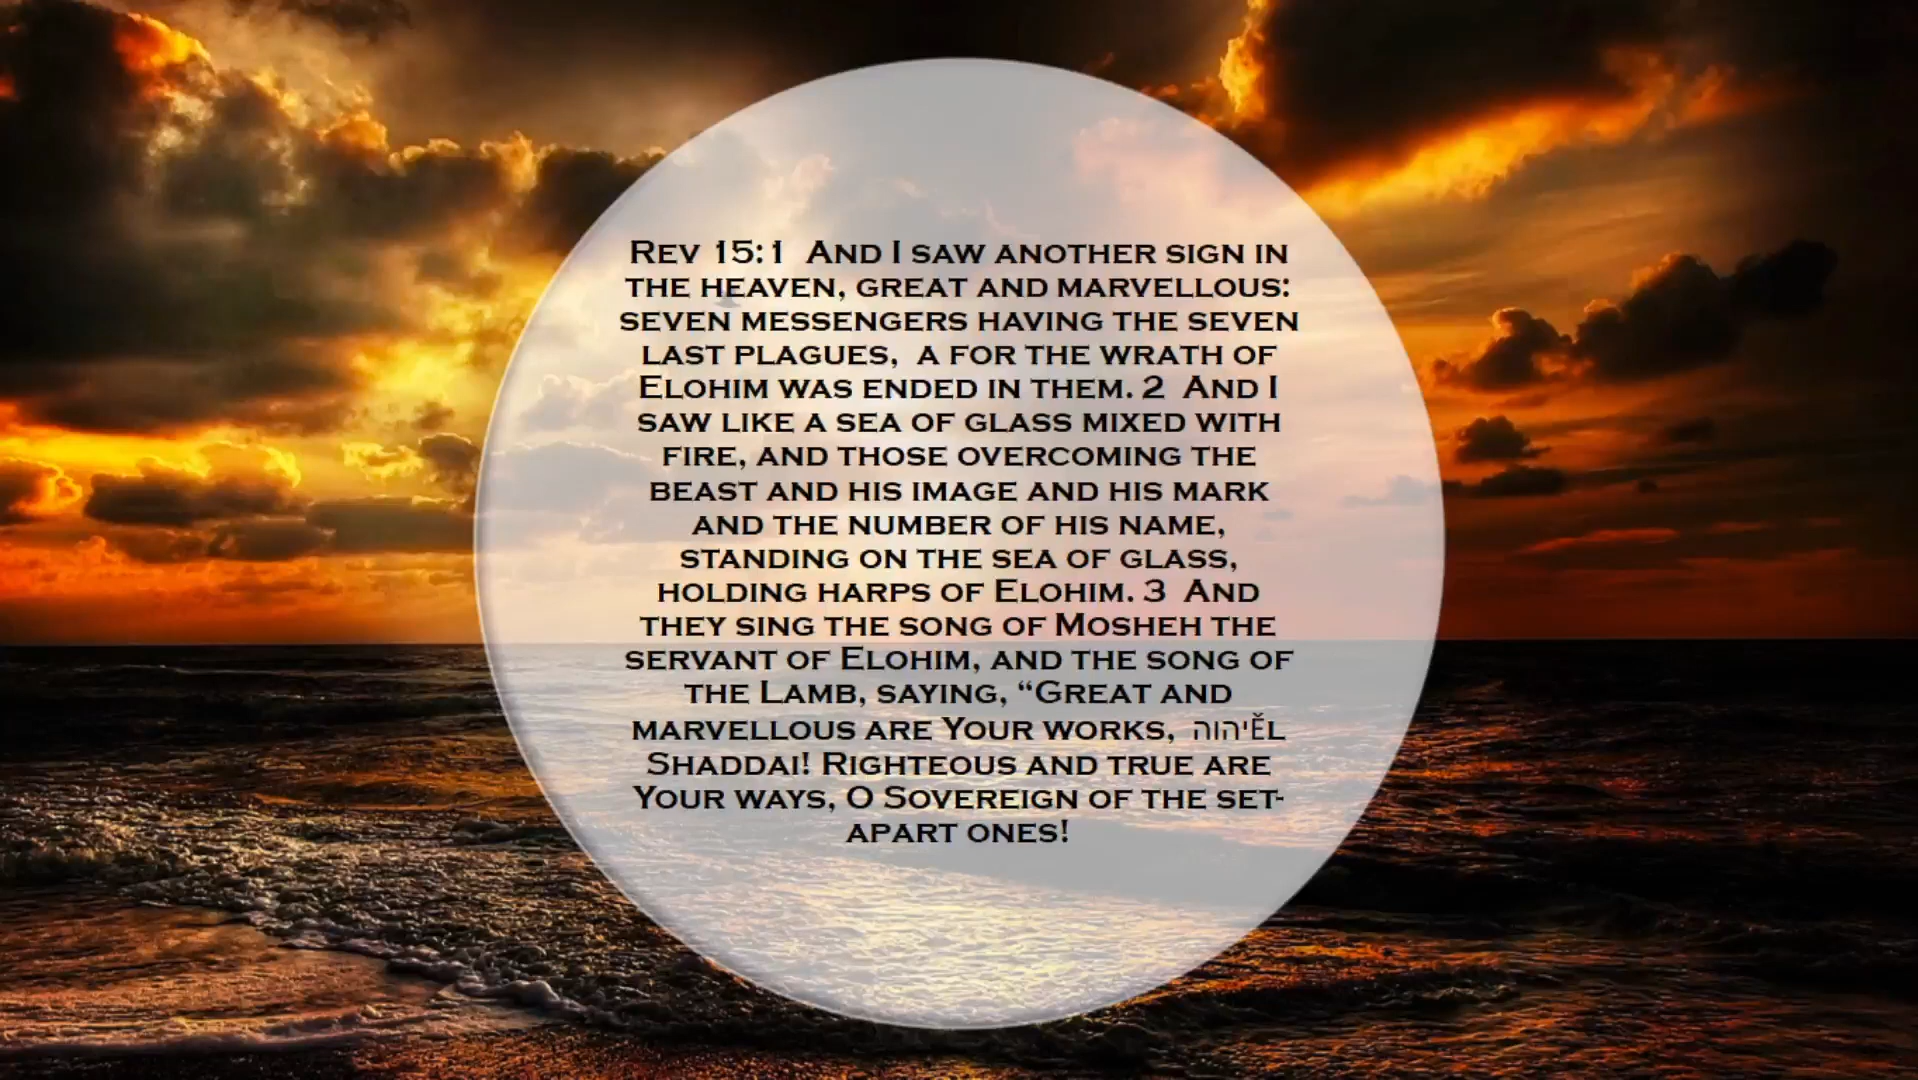 Rev 15:1  And I saw another sign in
the heaven, great and marvellous:
seven messengers having the seven
last plagues,  a for the wrath of
Elohim was ended in them. 2  And I
saw like a sea of glass mixed with
fire, and those overcoming the
beast and his image and his mark
and the number of his name,
standing on the sea of glass,
holding harps of Elohim. 3  And
they sing the song of Mosheh the
servant of Elohim, and the song of
the Lamb, saying, “Great and
marvellous are Your works,  יהוהĚl
Shaddai! Righteous and true are
Your ways, O Sovereign of the set-
apart ones!